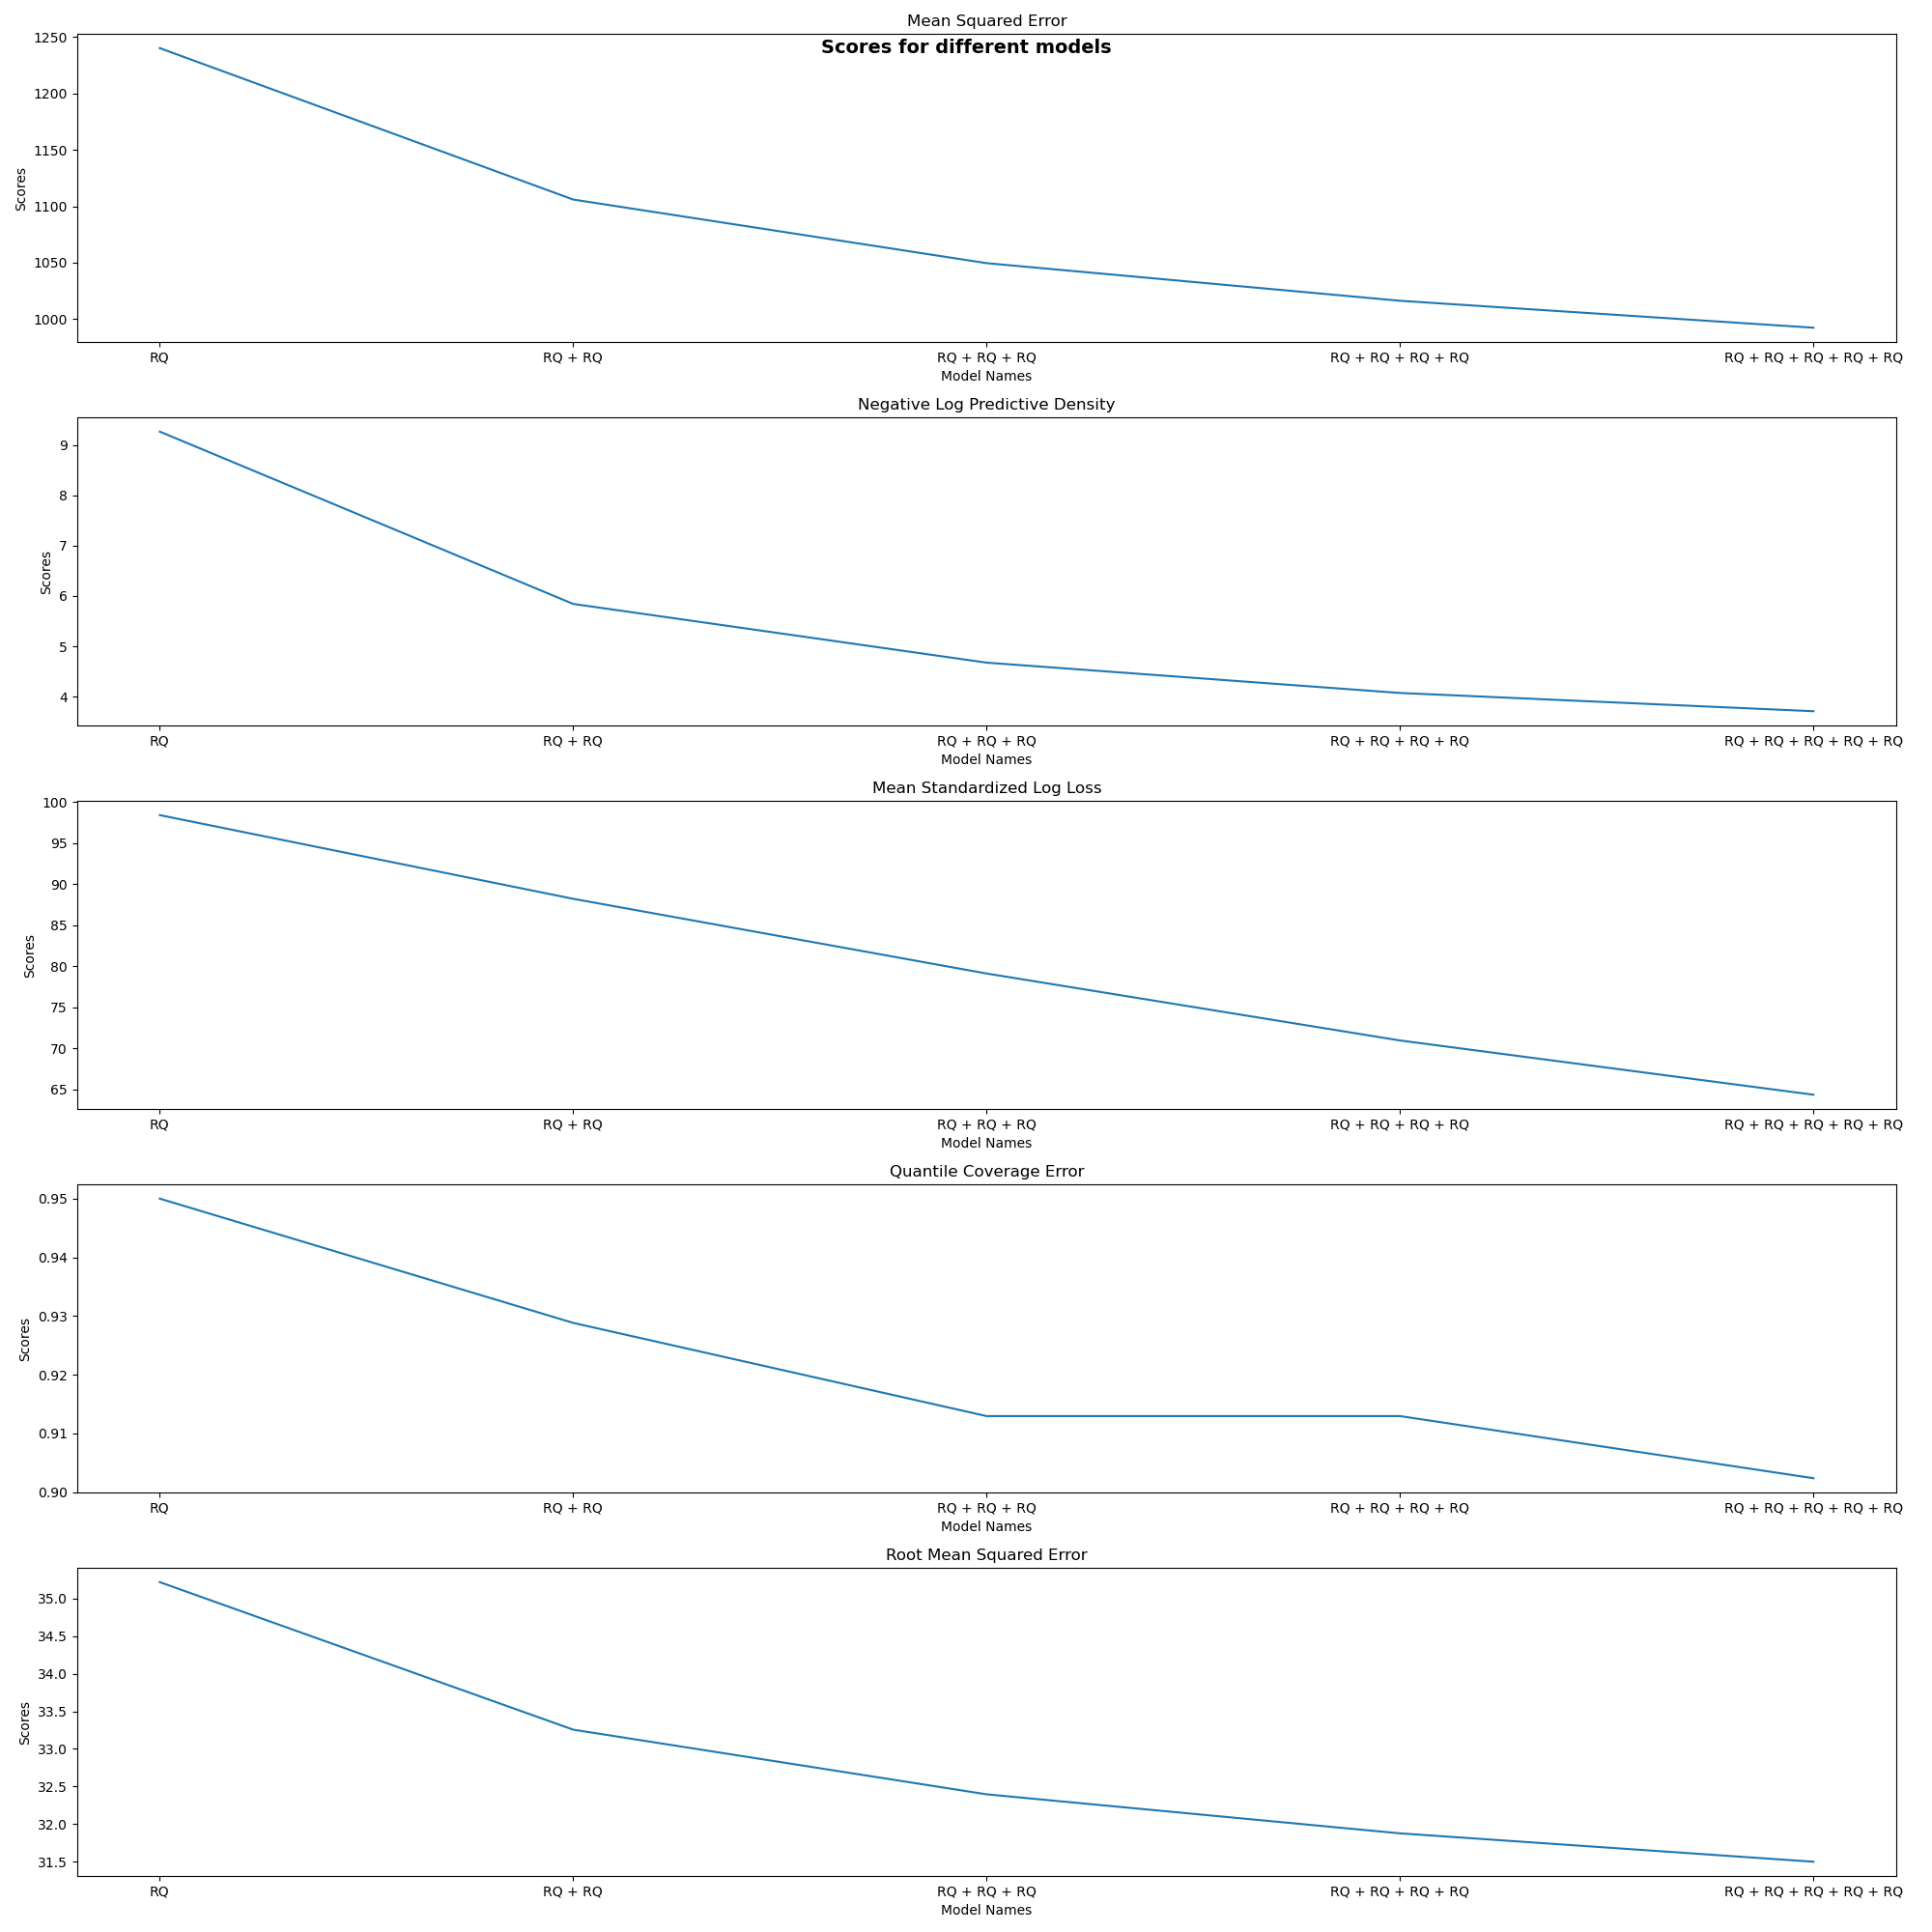 Mean Squared Error
Scores for different models
1250
1200
1150
1100
1050
1000
Scores
RQ
RQ + RQ
RQ + RQ + RQ
RQ + RQ + RQ + RQ
RQ + RQ + RQ + RQ + RQ
Model Names
Negative Log Predictive Density
9
8
7
6
5
4
Scores
RQ
RQ + RQ
RQ + RQ + RQ
RQ + RQ + RQ + RQ
RQ + RQ + RQ + RQ + RQ
Model Names
Mean Standardized Log Loss
100
95
90
85
80
75
70
65
Scores
RQ
RQ + RQ
RQ + RQ + RQ
RQ + RQ + RQ + RQ
RQ + RQ + RQ + RQ + RQ
Model Names
Quantile Coverage Error
0.95
0.94
0.93
0.92
0.91
0.90
Scores
RQ
RQ + RQ
RQ + RQ + RQ
RQ + RQ + RQ + RQ
RQ + RQ + RQ + RQ + RQ
Model Names
Root Mean Squared Error
35.0
34.5
34.0
33.5
33.0
32.5
32.0
31.5
Scores
RQ
RQ + RQ
RQ + RQ + RQ
RQ + RQ + RQ + RQ
RQ + RQ + RQ + RQ + RQ
Model Names